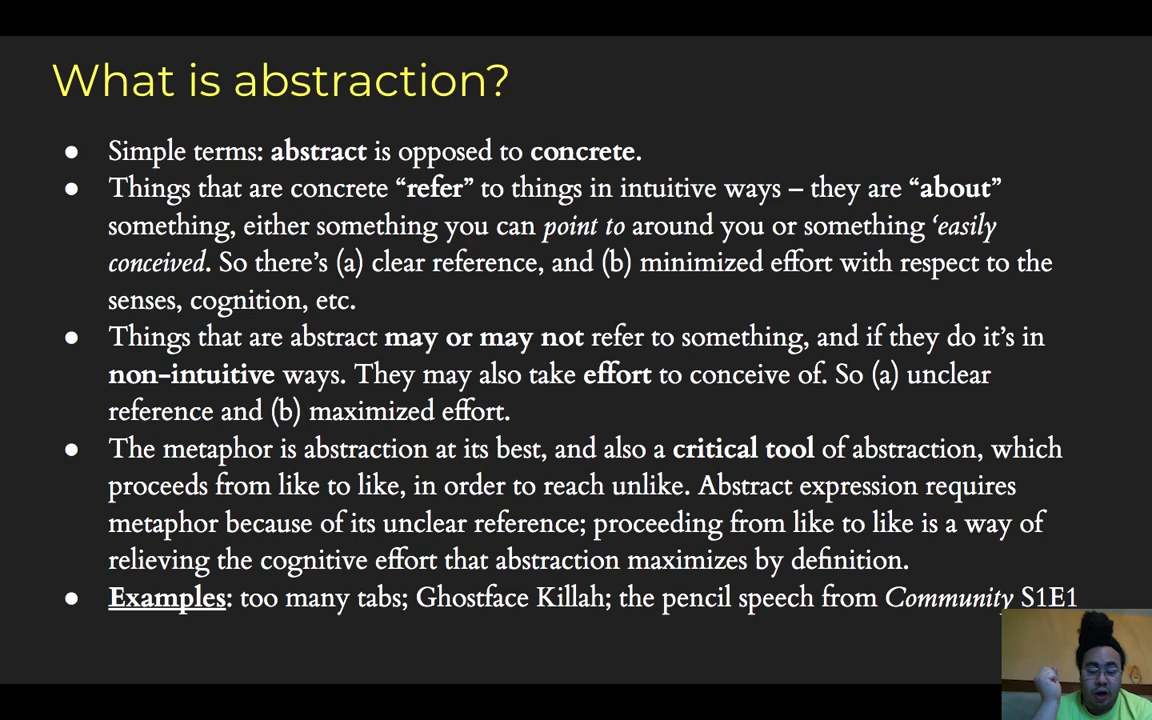 What is abstraction?
● Simple terms: abstract is opposed to concrete.
● Things that are concrete “refer” to things in intuitive ways – they are “about”
something, either something you can point to around you or something ‘easily
conceived. So there’s (a) clear reference, and (b) minimized effort with respect to the
senses, cognition, etc.
● Things that are abstract may or may not refer to something, and if they do it’s in
non-intuitive ways. They may also take effort to conceive of. So (a) unclear
reference and (b) maximized effort.
● The metaphor is abstraction at its best, and also a critical tool of abstraction, which
proceeds from like to like, in order to reach unlike. Abstract expression requires
metaphor because of its unclear reference; proceeding from like to like is a way of
relieving the cognitive effort that abstraction maximizes by definition.
● Examples: too many tabs; Ghostface Killah; the pencil speech from Community S1E1